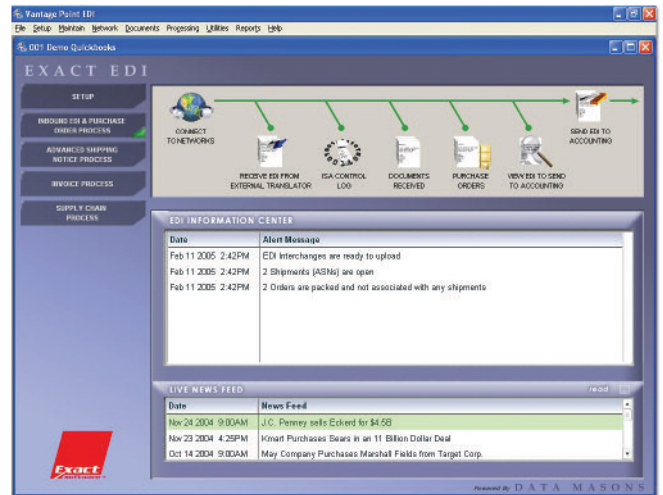 Vantage Point EDI
File Setup Maintain Network Documents Processing Utilities Reports Help
001 Demo Quickbooks
EXACT EDI
SETUP
INBOUND EDI & PURCHASE
ORDER PROCESS
ADVANCED SHIPPING
NOTICE PROCESS
INVOICE PROCESS
SUPPLY CHAIN
PROCESS
CONNECT
TO NETWORKS
RECEIVE EDI FROM
EXTERNAL TRANSLATOR
ISA CONTROL
LOG
DOCUMENTS
RECEIVED
PURCHASE
ORDERS
VIEW EDI TO SEND
TO ACCOUNTING
SEND EDI TO
ACCOUNTING
EDI INFORMATION CENTER
Date Alert Message
Feb 11 2005 2:42PM EDI Interchanges are ready to upload
Feb 11 2005 2:42PM 2 Shipments (ASNs) are open
Feb 11 2005 2:42PM 2 Orders are packed and not associated with any shipments
LIVE NEWS FEED read
Date News Feed
Nov 24 2004 9:00AM J.C. Penney sells Eckerd for $4.5B
Nov 23 2004 4:25PM Kmart Purchases Sears in an 11 Billion Dollar Deal
Oct 14 2004 9:00AM May Company Purchases Marshall Fields from Target Corp.
Exact
Software
Powered By DATA MASONS